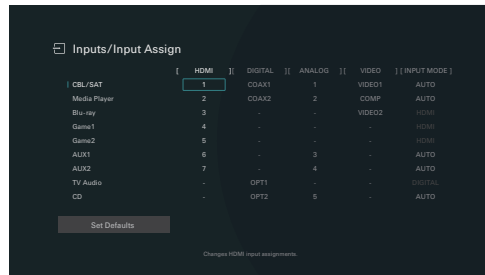 Inputs/Input Assign
[ HDMI ][ DIGITAL ][ ANALOG ][ VIDEO ][ INPUT MODE ]
CBL/SAT 1 COAX1 1 VIDEO1 AUTO
Media Player 2 COAX2 2 COMP AUTO
Blu-ray 3 - - VIDEO2 HDMI
Game1 4 - - - HDMI
Game2 5 - - - HDMI
AUX1 6 - 3 - AUTO
AUX2 7 - 4 - AUTO
TV Audio - OPT1 - - DIGITAL
CD - OPT2 5 - AUTO
Set Defaults
Changes HDMI input assignments.